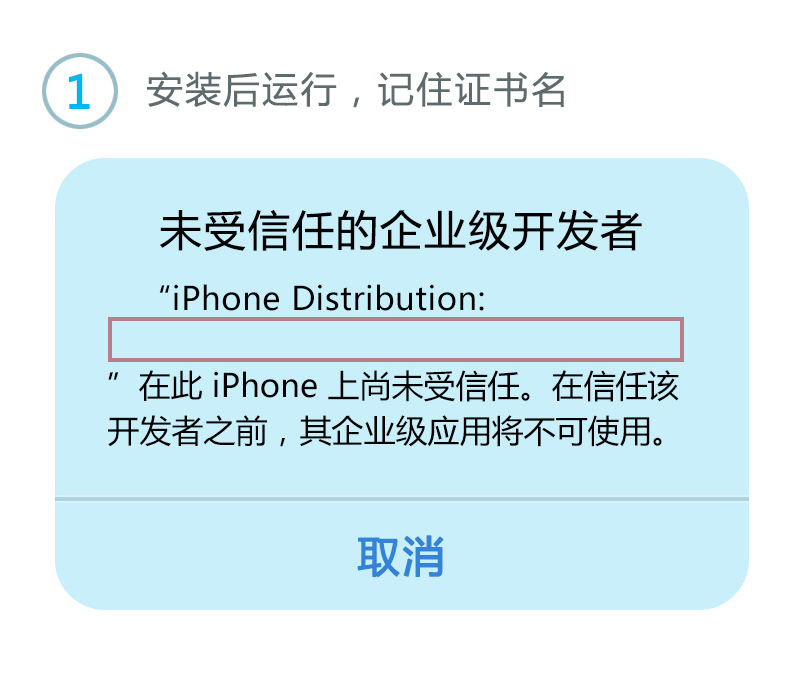 1 安装后运行，记住证书名
未受信任的企业级开发者
“iPhone Distribution:
”在此 iPhone 上尚未受信任。在信任该
开发者之前，其企业级应用将不可使用。
取消